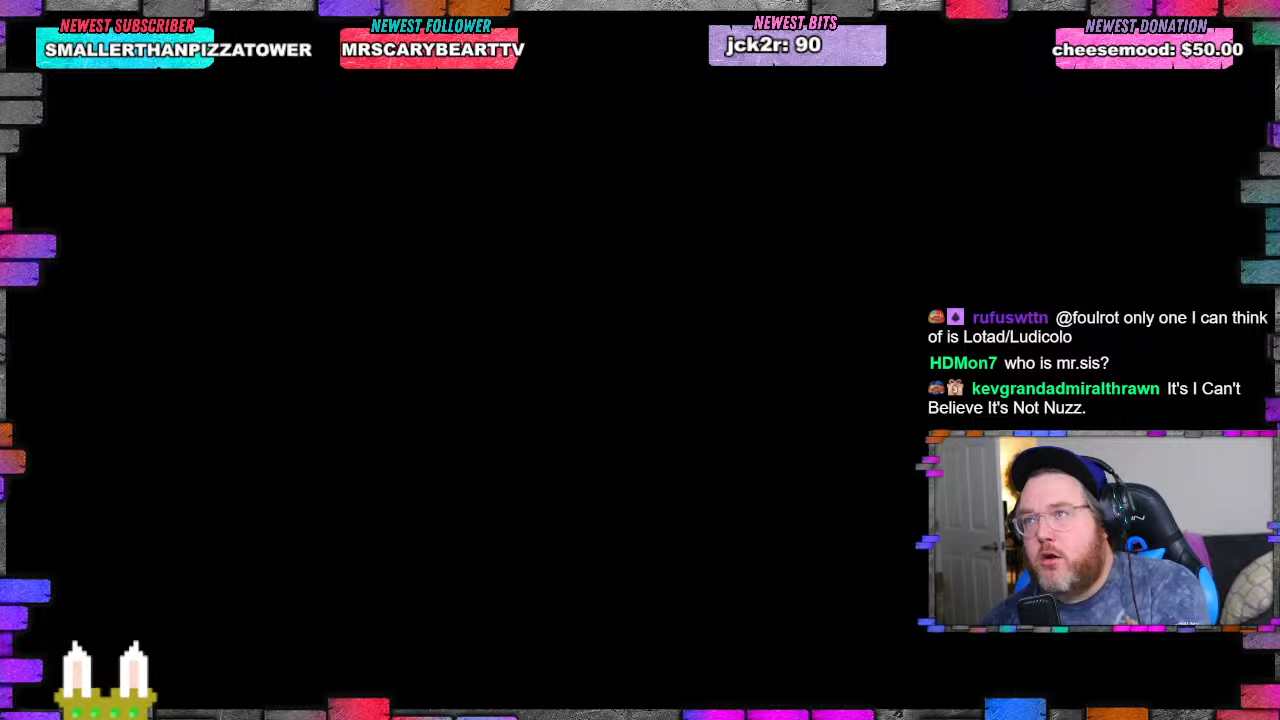 NEWEST SUBSCRIBER
SMALLERTHANPIZZATOWER
NEWEST FOLLOWER
MRSCARYBEARTTV
NEWEST BITS
jck2r: 90
NEWEST DONATION
cheesemood: $50.00
rufuswttn @foulrot only one I can think
of is Lotad/Ludicolo
HDMon7 who is mr.sis?
kevgrandadmiralthrawn It's I Can't
Believe It's Not Nuzz.